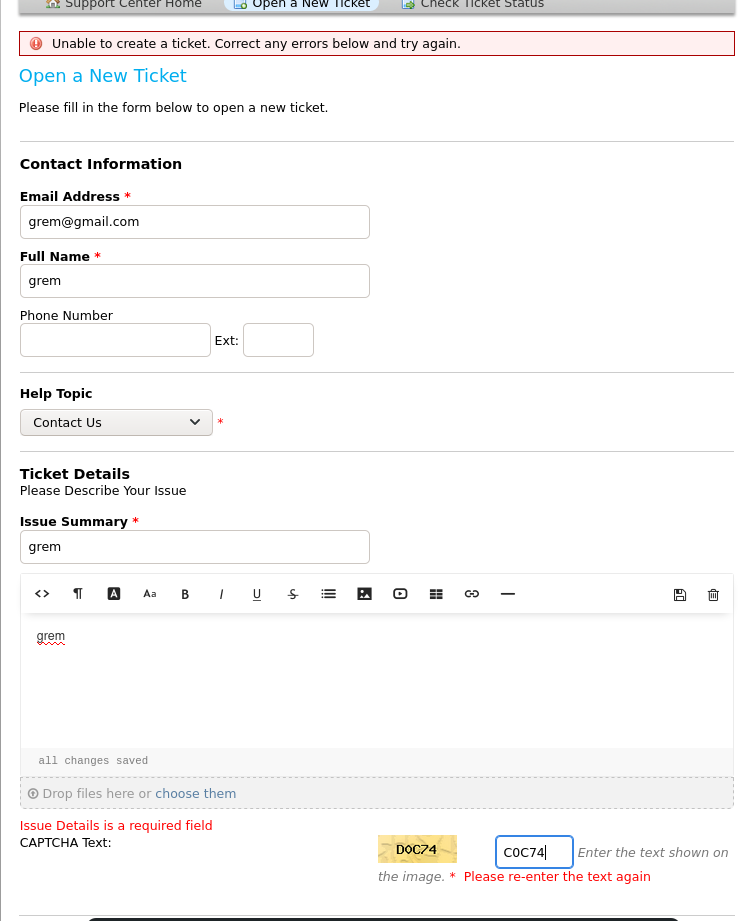 Support Center Home Open a New Ticket Check Ticket Status
Unable to create a ticket. Correct any errors below and try again.
Open a New Ticket
Please fill in the form below to open a new ticket.
Contact Information
Email Address *
grem@gmail.com
Full Name *
grem
Phone Number
Ext:
Help Topic
Contact Us *
Ticket Details
Please Describe Your Issue
Issue Summary *
grem
<> ¶ A Aa B I U S
grem
all changes saved
Drop files here or choose them
Issue Details is a required field
CAPTCHA Text: D0C74 C0C74 Enter the text shown on
the image. * Please re-enter the text again